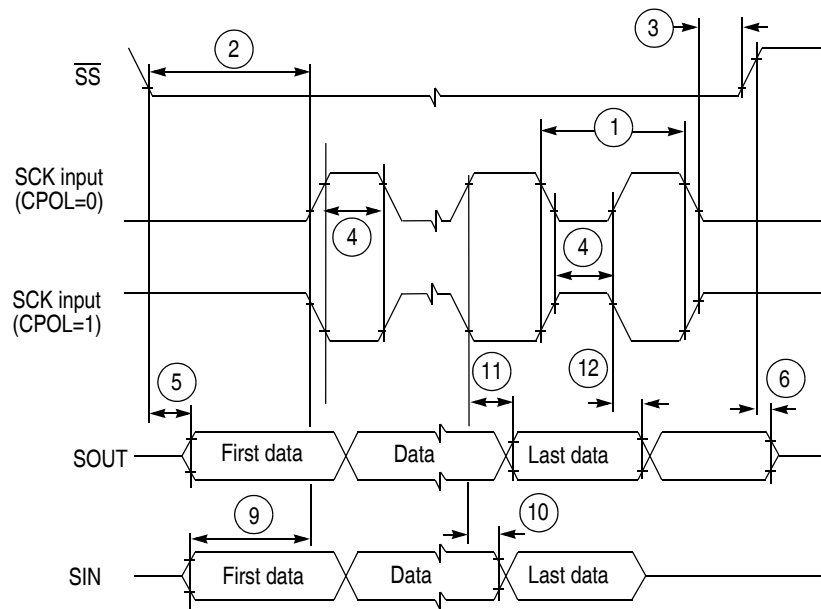 2
3
SS
1
SCK input
(CPOL=0)
4
4
SCK input
(CPOL=1)
5
11
12
6
SOUT
First data
Data
Last data
9
10
SIN
First data
Data
Last data